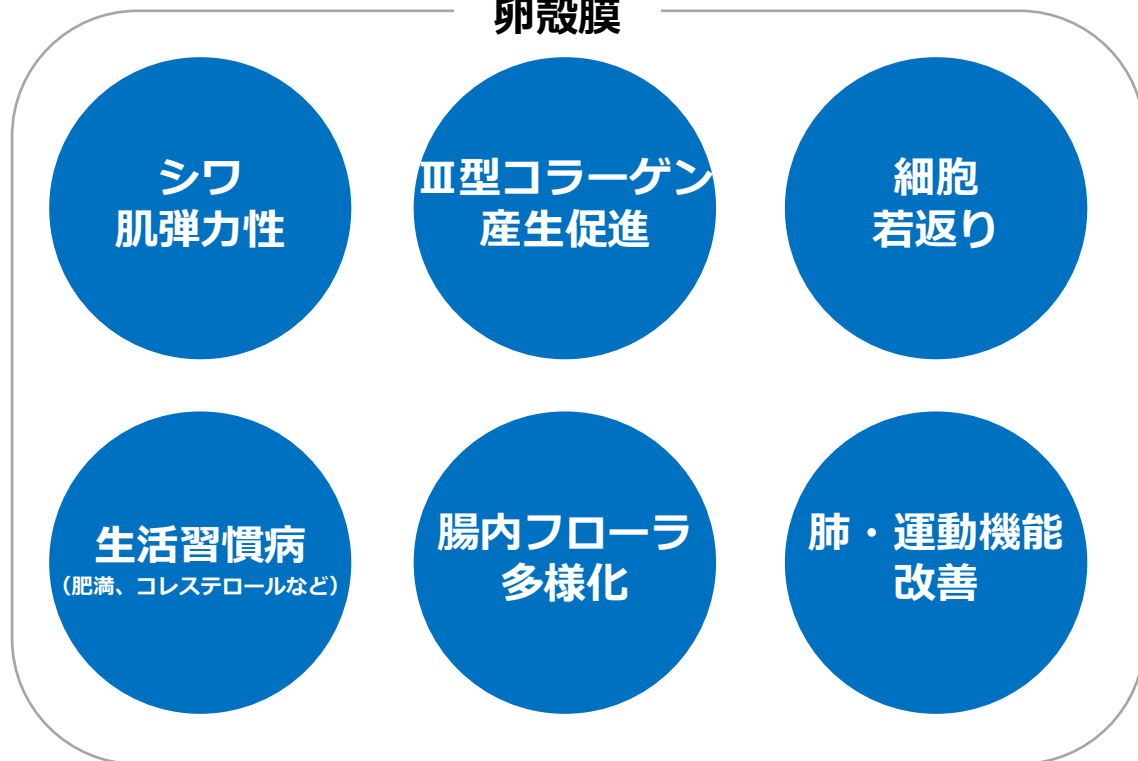 卵殻膜
シワ
肌弾力性
Ⅲ型コラーゲン
産生促進
細胞
若返り
生活習慣病
（肥満、コレステロールなど）
腸内フローラ
多様化
肺・運動機能
改善